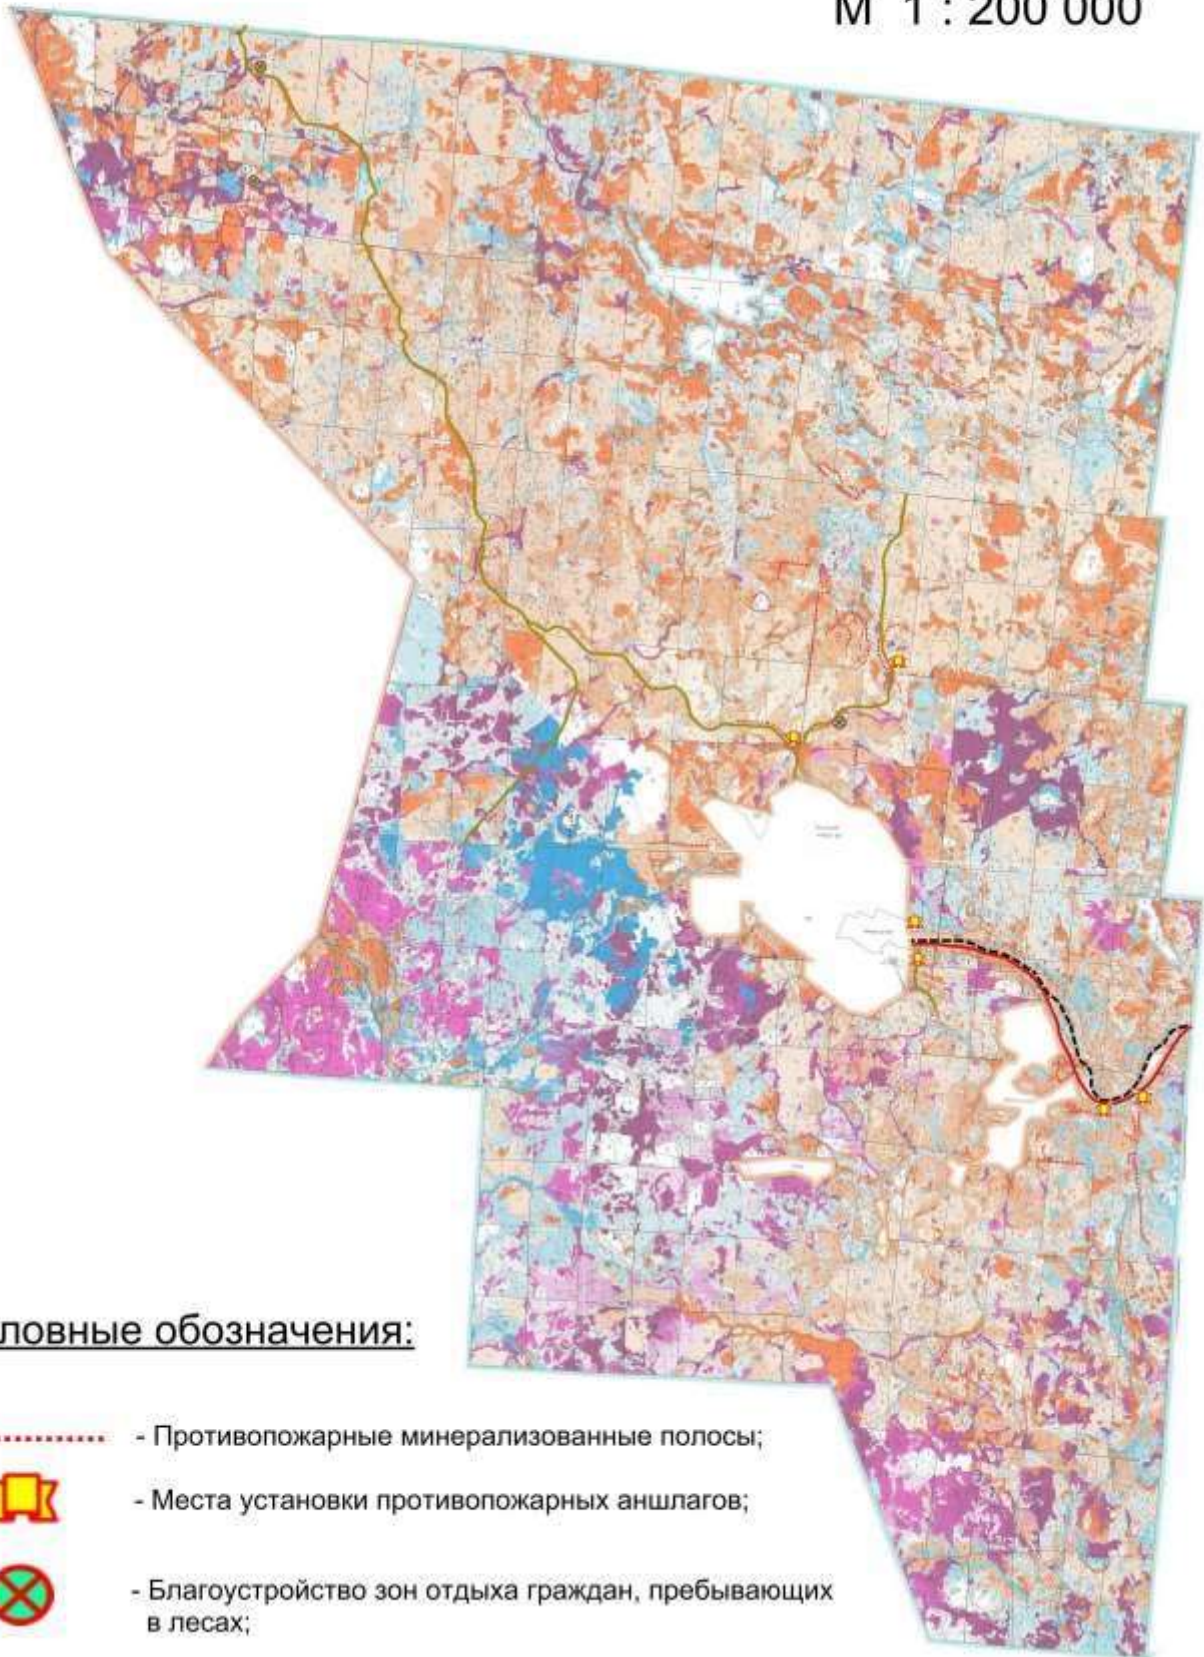 М 1 : 200 000
ловные обозначения:
- Противопожарные минерализованные полосы;
- Места установки противопожарных аншлагов;
- Благоустройство зон отдыха граждан, пребывающих
в лесах;